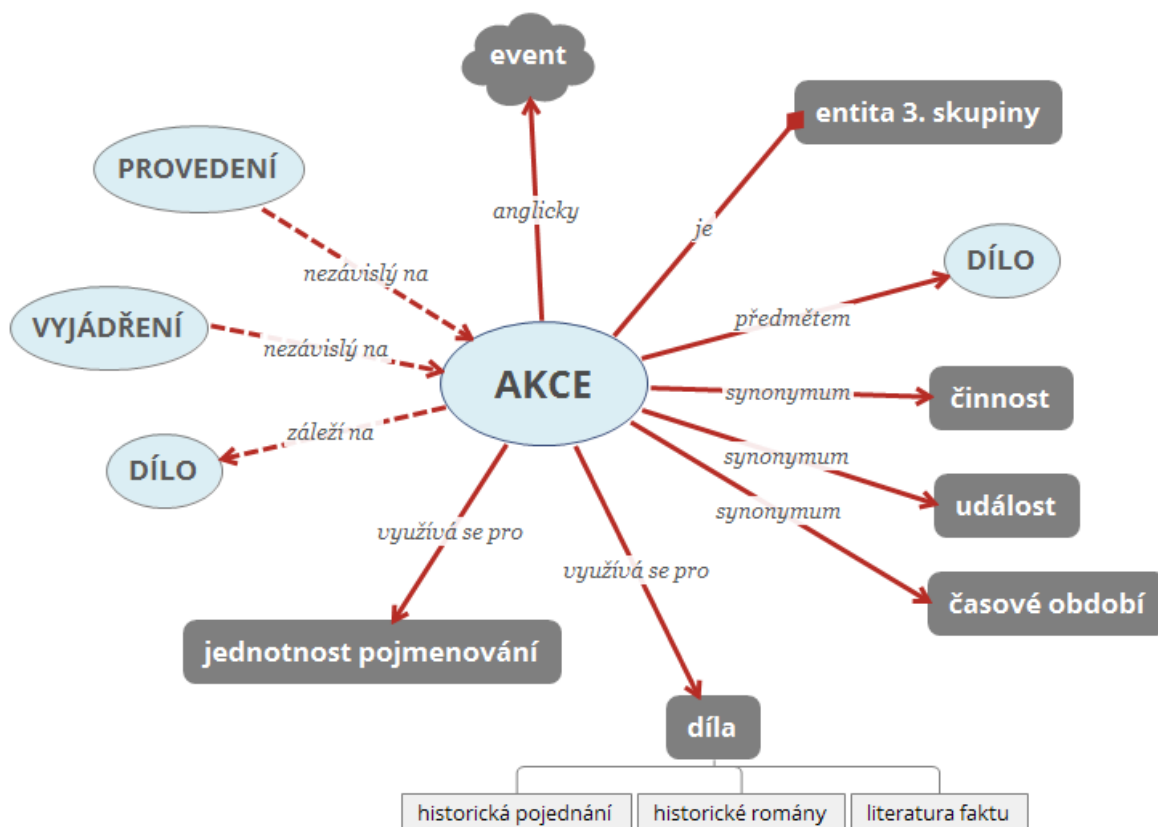 event
entita 3. skupiny
PROVEDENÍ
anglicky
je
nezávislý na
DÍLO
předmětem
VYJÁDŘENÍ
nezávislý na
AKCE
synonymum
činnost
záleží na
DÍLO
synonymum
událost
synonymum
využívá se pro
využívá se pro
časové období
jednotnost pojmenování
díla
historická pojednání
historické romány
literatura faktu